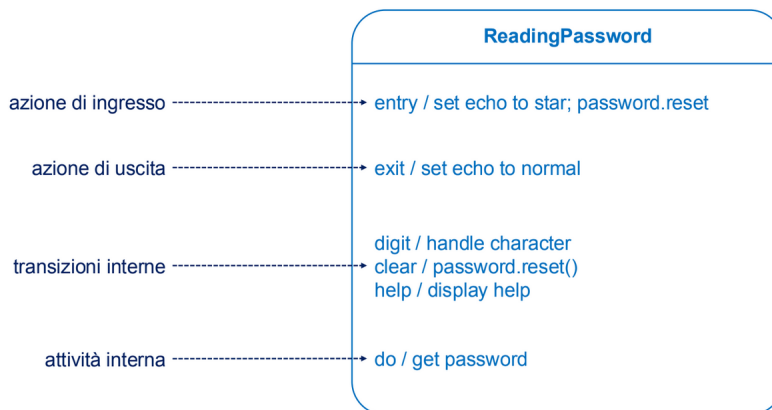 ReadingPassword
azione di ingresso entry / set echo to star; password.reset
azione di uscita exit / set echo to normal
digit / handle character
transizioni interne clear / password.reset()
help / display help
attività interna do / get password